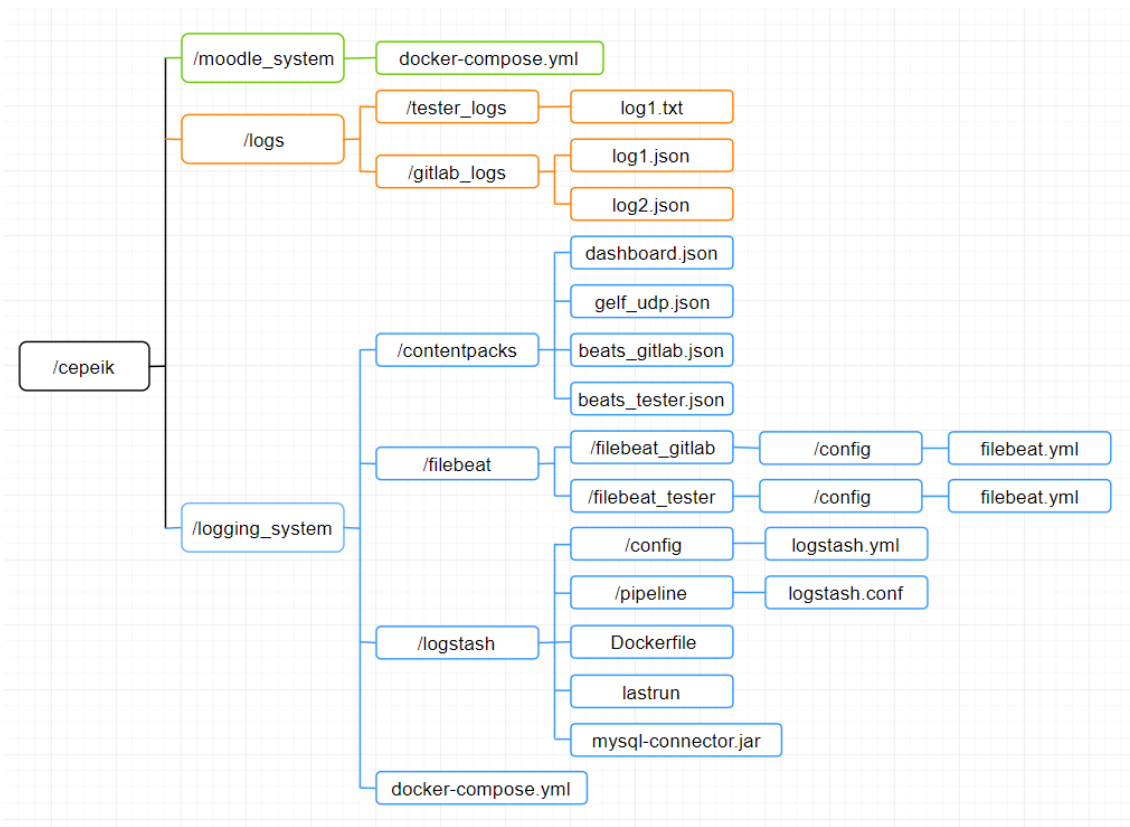 /cepeik
/moodle_system
docker-compose.yml
/logs
/tester_logs
log1.txt
/gitlab_logs
log1.json
log2.json
/logging_system
/contentpacks
dashboard.json
gelf_udp.json
beats_gitlab.json
beats_tester.json
/filebeat
/filebeat_gitlab
/config
filebeat.yml
/filebeat_tester
/config
filebeat.yml
/logstash
/config
logstash.yml
/pipeline
logstash.conf
Dockerfile
lastrun
mysql-connector.jar
docker-compose.yml